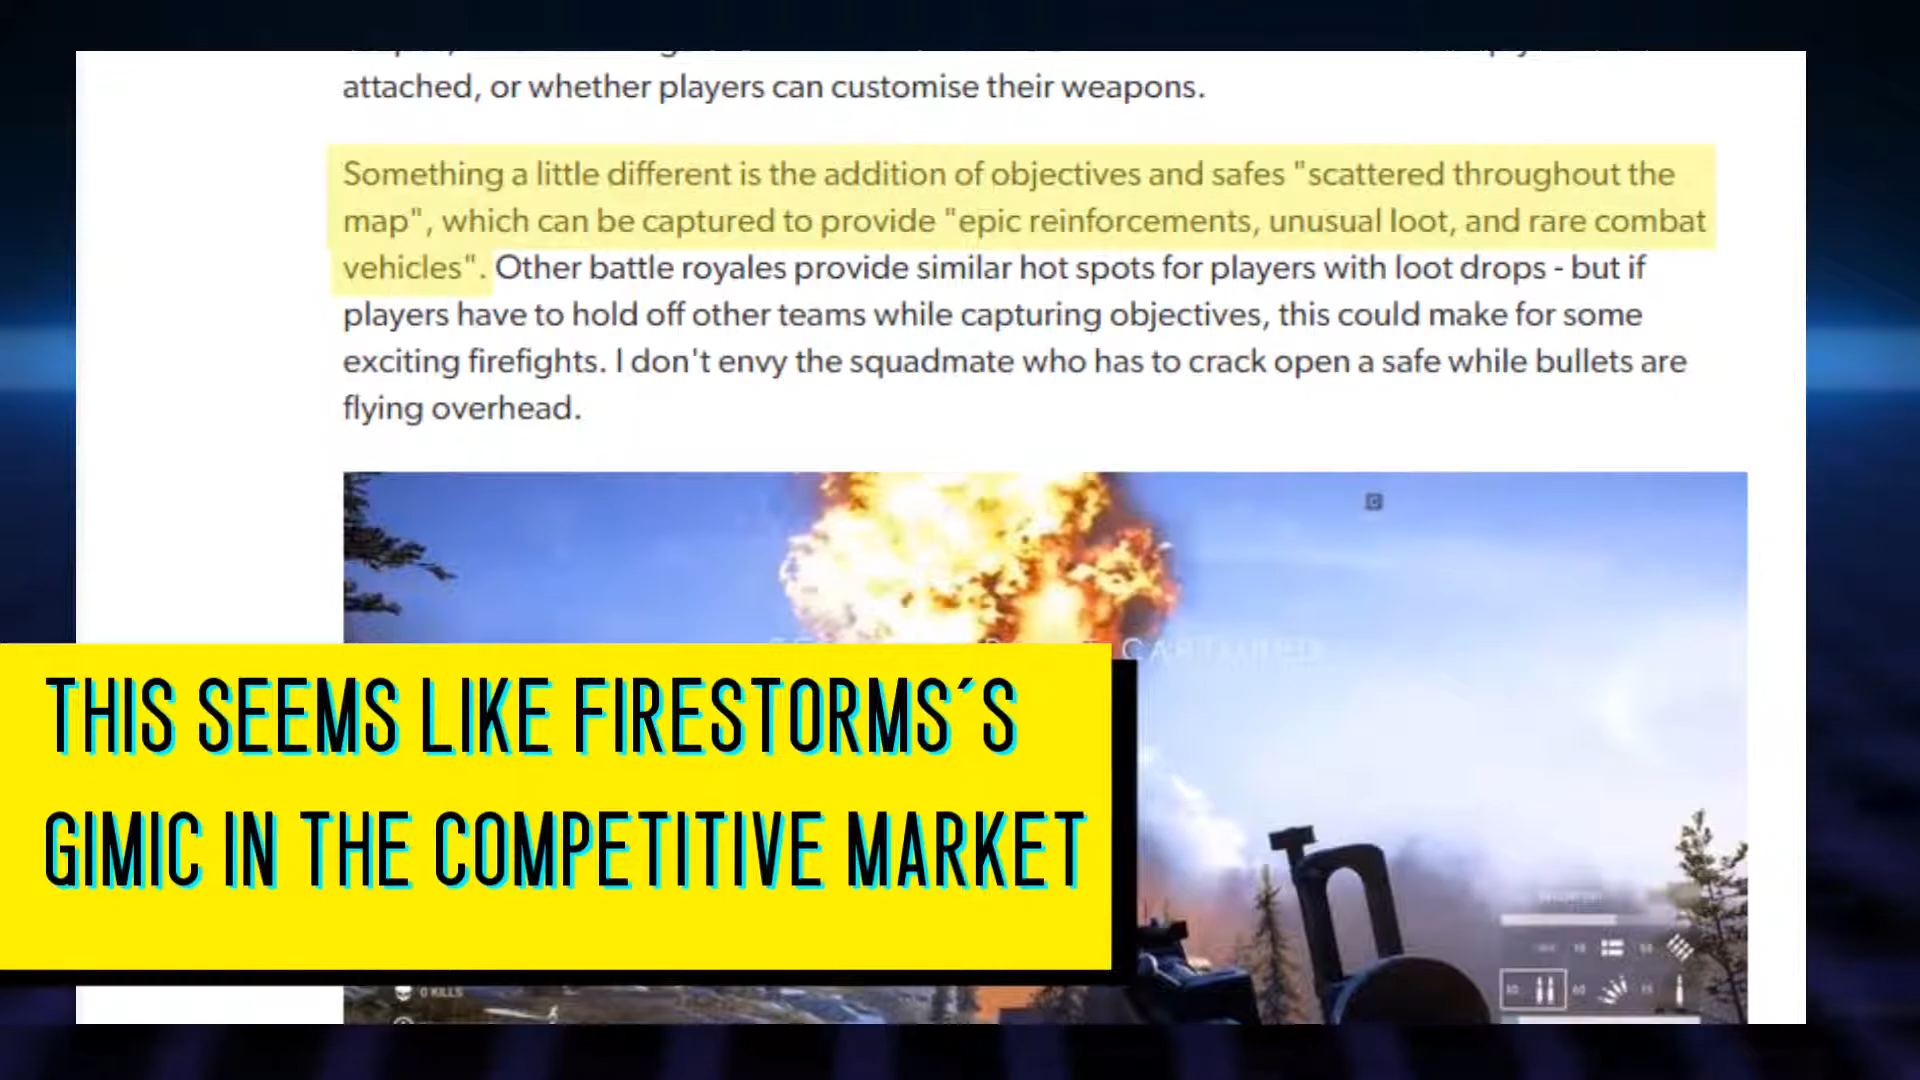 attached, or whether players can customise their weapons.
Something a little different is the addition of objectives and safes "scattered throughout the
map", which can be captured to provide "epic reinforcements, unusual loot, and rare combat
vehicles". Other battle royales provide similar hot spots for players with loot drops - but if
players have to hold off other teams while capturing objectives, this could make for some
exciting firefights. I don't envy the squadmate who has to crack open a safe while bullets are
flying overhead.
CAPTURED
THIS SEEMS LIKE FIRESTORMS´S
GIMIC IN THE COMPETITIVE MARKET
0 KILLS